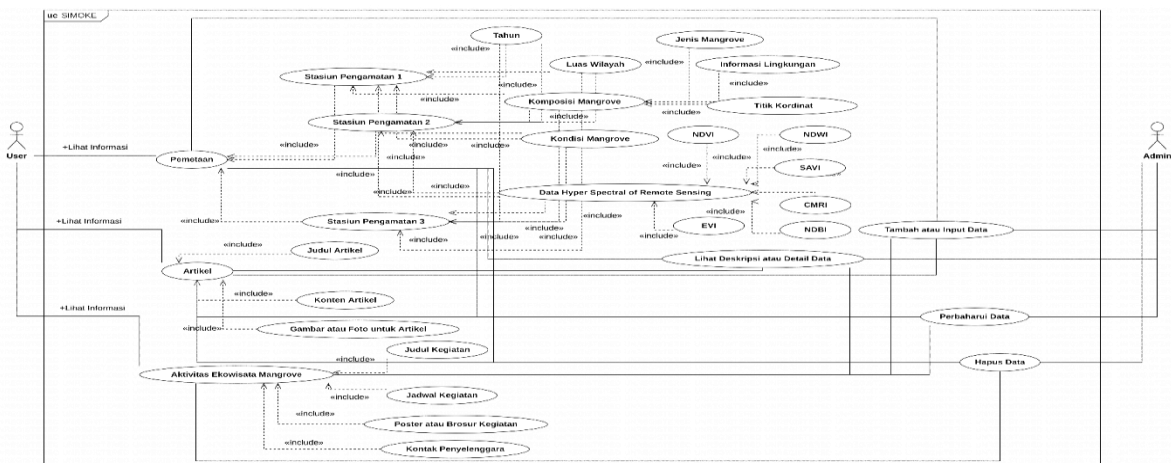 uc SIMOKE
Tahun
«include»
Jenis Mangrove
«include»
Luas Wilayah
«include»
Informasi Lingkungan
«include»
Stasiun Pengamatan 1
«include»
Komposisi Mangrove
Titik Kordinat
«include»
Stasiun Pengamatan 2
Kondisi Mangrove
NDVI
NDWI
User
+Lihat Informasi
Pemetaan
«include»
«include»
«include»
«include»
«include»
Admin
«include»
«include»
SAVI
Data Hyper Spectral of Remote Sensing
CMRI
+Lihat Informasi
«include»
Stasiun Pengamatan 3
«include»
«include»
EVI
NDBI
Tambah atau Input Data
«include»
«include»
Judul Artikel
Lihat Deskripsi atau Detail Data
Artikel
«include»
Konten Artikel
+Lihat Informasi
Perbaharui Data
«include»
«include»
Gambar atau Foto untuk Artikel
Judul Kegiatan
«include»
Hapus Data
Aktivitas Ekowisata Mangrove
«include»
Jadwal Kegiatan
«include»
Poster atau Brosur Kegiatan
«include»
Kontak Penyelenggara